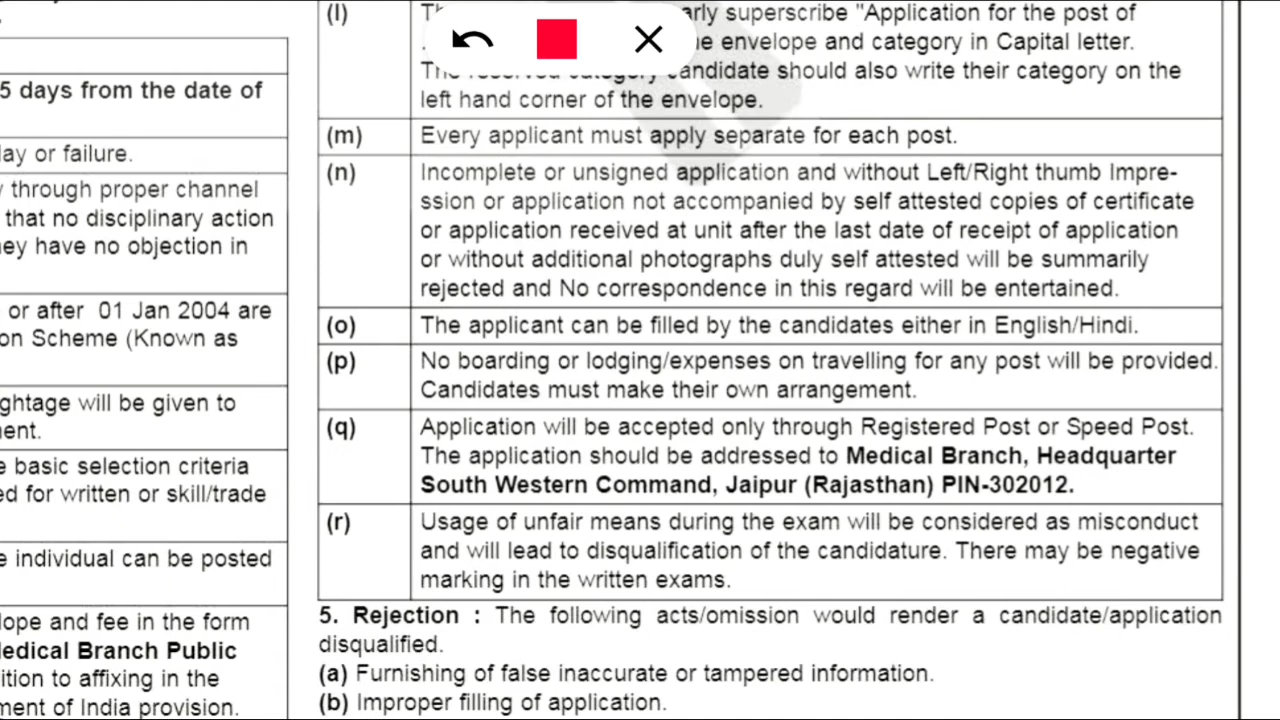 5 days from the date of
lay or failure.
through proper channel
that no disciplinary action
ney have no objection in
or after 01 Jan 2004 are
on Scheme (Known as
ghtage will be given to
nent.
e basic selection criteria
ed for written or skill/trade
e individual can be posted
lope and fee in the form
Medical Branch Public
ition to affixing in the
ment of India provision.
(l) arly superscribe "Application for the post of
e envelope and category in Capital letter.
The reserved category candidate should also write their category on the
left hand corner of the envelope.
(m) Every applicant must apply separate for each post.
(n) Incomplete or unsigned application and without Left/Right thumb Impre-
ssion or application not accompanied by self attested copies of certificate
or application received at unit after the last date of receipt of application
or without additional photographs duly self attested will be summarily
rejected and No correspondence in this regard will be entertained.
(o) The applicant can be filled by the candidates either in English/Hindi.
(p) No boarding or lodging/expenses on travelling for any post will be provided.
Candidates must make their own arrangement.
(q) Application will be accepted only through Registered Post or Speed Post.
The application should be addressed to Medical Branch, Headquarter
South Western Command, Jaipur (Rajasthan) PIN-302012.
(r) Usage of unfair means during the exam will be considered as misconduct
and will lead to disqualification of the candidature. There may be negative
marking in the written exams.
5. Rejection : The following acts/omission would render a candidate/application
disqualified.
(a) Furnishing of false inaccurate or tampered information.
(b) Improper filling of application.